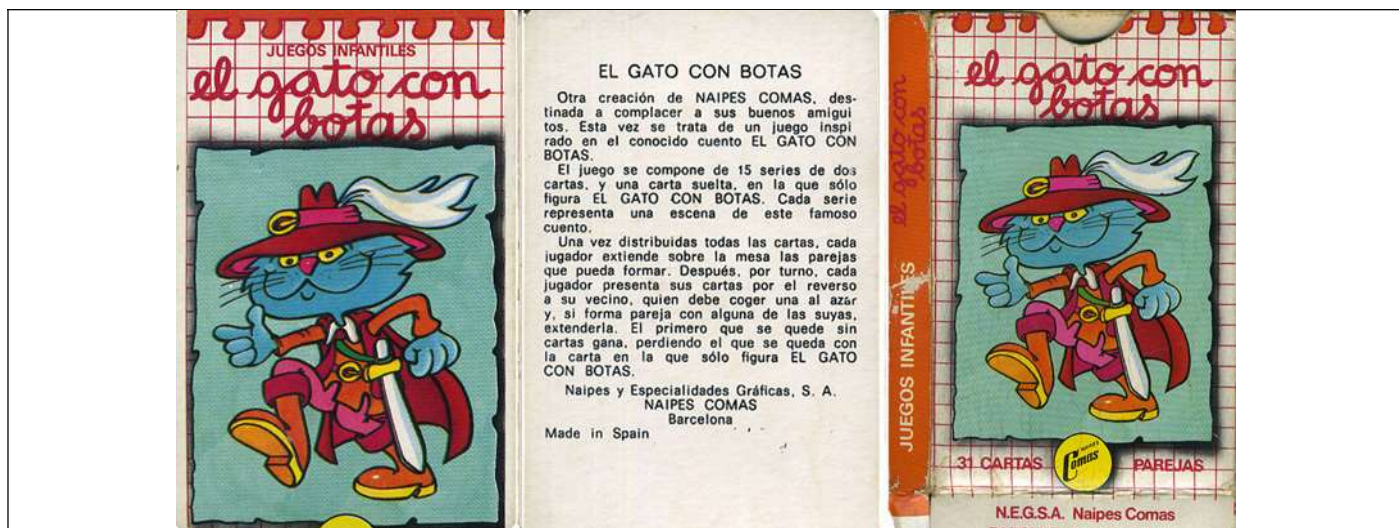 JUEGOS INFANTILES
el gato con
botas
EL GATO CON BOTAS
Otra creación de NAIPES COMAS, des-
tinada a complacer a sus buenos amigui
tos. Esta vez se trata de un juego inspi
rado en el conocido cuento EL GATO CON
BOTAS.
El juego se compone de 15 series de dos
cartas, y una carta suelta, en la que sólo
figura EL GATO CON BOTAS. Cada serie
representa una escena de este famoso
cuento.
Una vez distribuidas todas las cartas, cada
jugador extiende sobre la mesa las parejas
que pueda formar. Después, por turno, cada
jugador presenta sus cartas por el reverso
a su vecino, quien debe coger una al azar
y, si forma pareja con alguna de las suyas,
extenderla. El primero que se quede sin
cartas gana, perdiendo el que se queda con
la carta en la que sólo figura EL GATO
CON BOTAS.
Naipes y Especialidades Gráficas, S. A.
NAIPES COMAS
Barcelona
Made in Spain
el gato con
botas
JUEGOS INFANTILES
el gato con
botas
31 CARTAS
Comas
PAREJAS
N.E.G.S.A. Naipes Comas